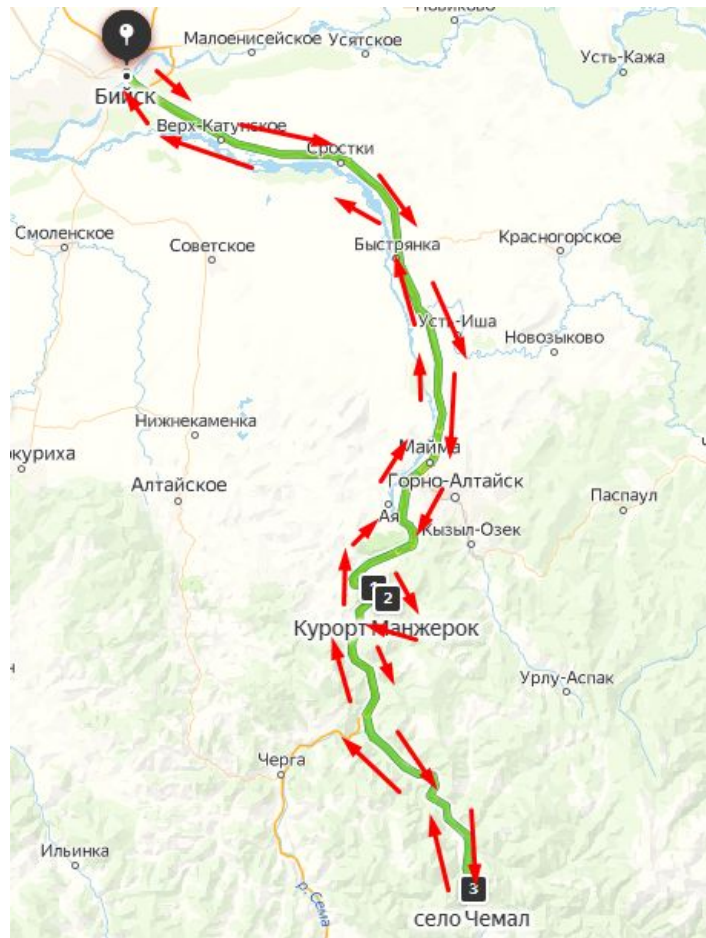 Новиково
Малоенисейское
Усятское
Усть-Кажа
Бийск
Верх-Катунское
Сростки
Смоленское
Советское
Быстрянка
Красногорское
Усть-Иша
Новозыково
Нижнекаменка
Майма
окуриха
Горно-Алтайск
Алтайское
Паспаул
Ая
Кызыл-Озек
2
Курорт Манжерок
Урлу-Аспак
Черга
Ильинка
р. Сема
3
село Чемал